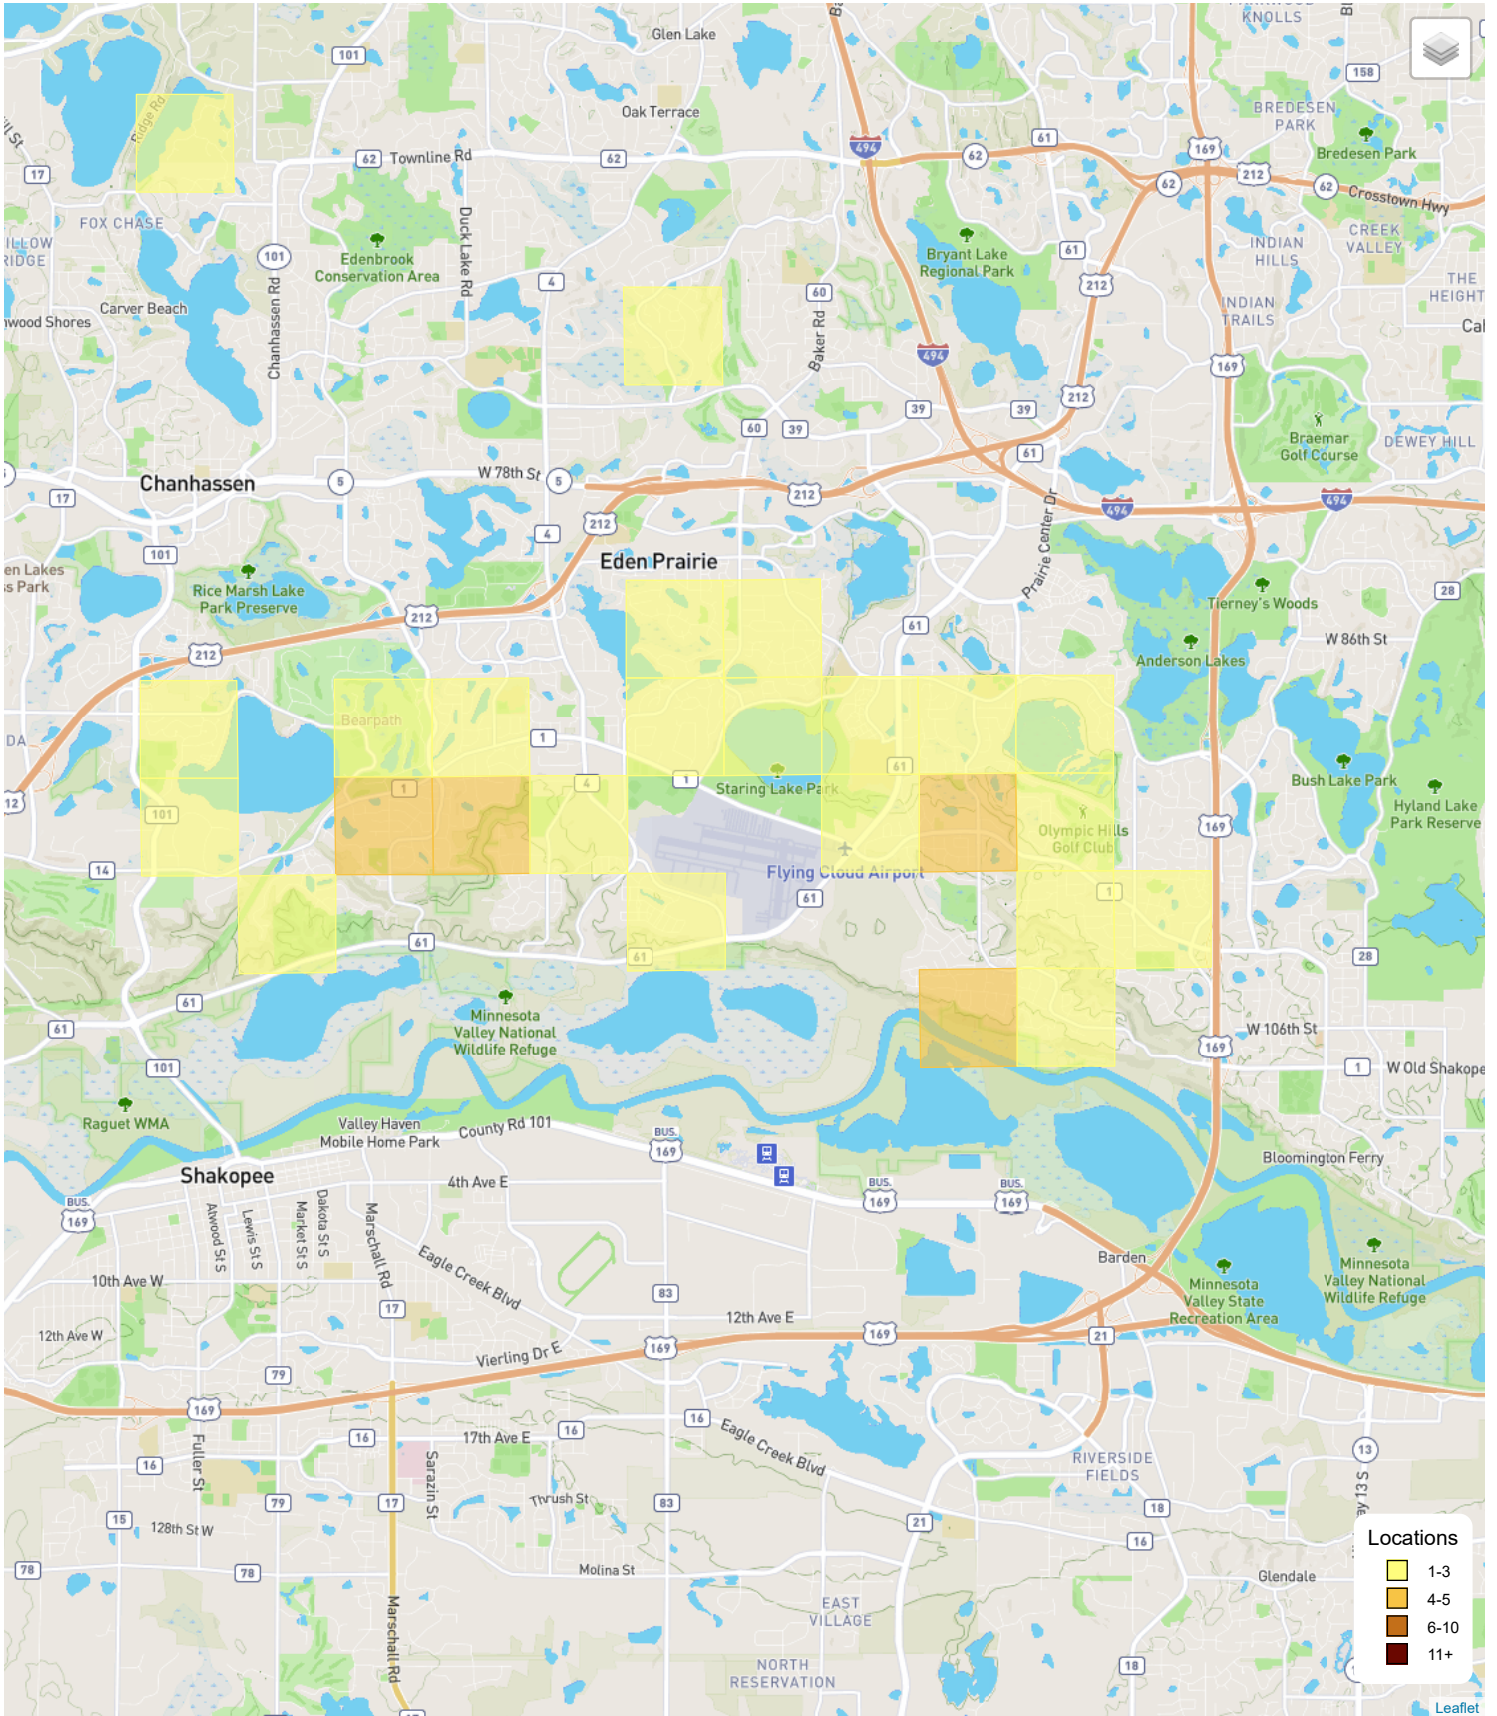 KNOLLS
Glen Lake
101
158
Oak Terrace
BREDESEN
PARK
Ridge Rd
61
494
169
Bredesen Park
62
Townline Rd
62
62
212
17
62
62
Crosstown Hwy
FOX CHASE
Edenbrook
Conservation Area
Duck Lake Rd
Bryant Lake
Regional Park
61
INDIAN
HILLS
CREEK
VALLEY
101
Chanhassen Rd
4
60
212
THE
Carver Beach
INDIAN
TRAILS
Baker Rd
494
169
212
39
39
60
39
Braemar
Golf Course
DEWEY HILL
61
Chanhassen
5
W 78th St
5
17
212
494
494
212
4
Prairie Center Dr
101
Eden Prairie
Rice Marsh Lake
Park Preserve
Tierney's Woods
28
212
61
W 86th St
212
Anderson Lakes
Bearpath
1
61
Bush Lake Park
1
4
1
Staring Lake Park
Hyland Lake
Park Reserve
12
101
169
Olympic Hills
Golf Club
14
Flying Cloud Airport
1
61
61
61
28
61
Minnesota
Valley National
Wildlife Refuge
61
W 106th St
169
101
1
W Old Shakope
Raguet WMA
Valley Haven
Mobile Home Park
County Rd 101
BUS.
169
Bloomington Ferry
Shakopee
4th Ave E
BUS.
169
BUS.
169
BUS.
169
Atwood St S
Lewis St S
Market St S
Dakota St S
Marschall Rd
Eagle Creek Blvd
Barden
Minnesota
Valley National
Wildlife Refuge
10th Ave W
83
Minnesota
Valley State
Recreation Area
17
12th Ave E
12th Ave W
169
169
21
Vierling Dr E
79
169
16
Eagle Creek Blvd
16
17th Ave E
16
Fuller St
Sarazin St
16
RIVERSIDE
FIELDS
13
79
17
Thrush St
83
18
15
128th St W
21
16
78
78
Molina St
Glendale
EAST
VILLAGE
Marschall Rd
NORTH
RESERVATION
18
Locations
1-3
4-5
6-10
11+
Leaflet